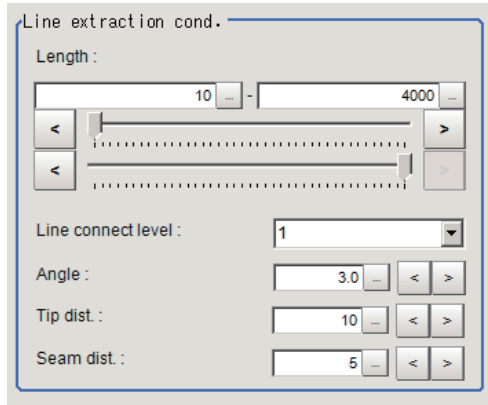 Line extraction cond.
Length :
10 ... - 4000 ...
< >
< >
Line connect level : 1
Angle : 3.0 ... < >
Tip dist. : 10 ... < >
Seam dist. : 5 ... < >